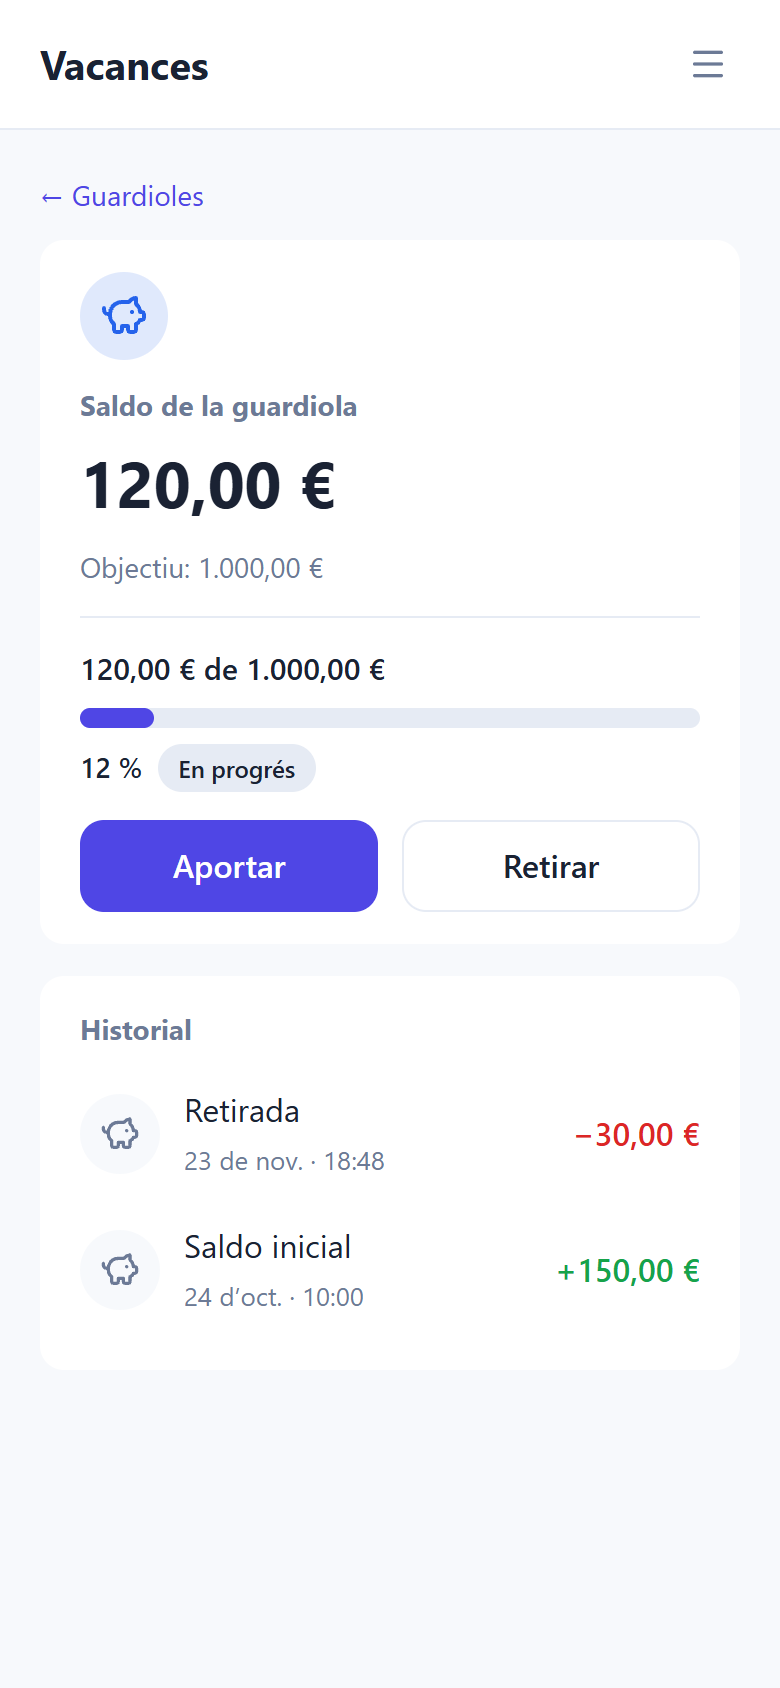 Vacances
← Guardioles
Saldo de la guardiola
120,00 €
Objectiu: 1.000,00 €
120,00 € de 1.000,00 €
12 % En progrés
Aportar Retirar
Historial
Retirada
23 de nov. · 18:48
−30,00 €
Saldo inicial
24 d’oct. · 10:00
+150,00 €